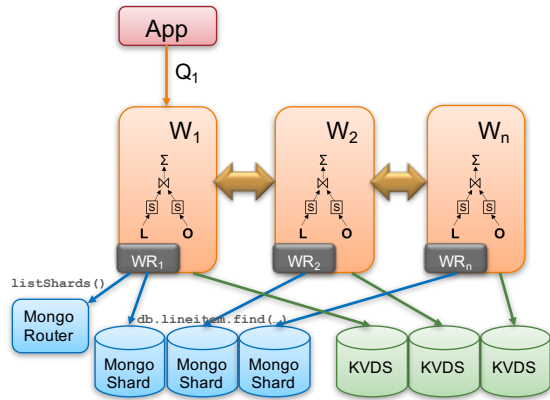 App
Q1
W1
W2
Wn
Σ
⋈
S S
L O
Σ
⋈
S S
L O
Σ
⋈
S S
L O
WR1
WR2
WRn
listShards()
Mongo
Router
db.lineitem.find(…)
Mongo
Shard
Mongo
Shard
Mongo
Shard
KVDS
KVDS
KVDS